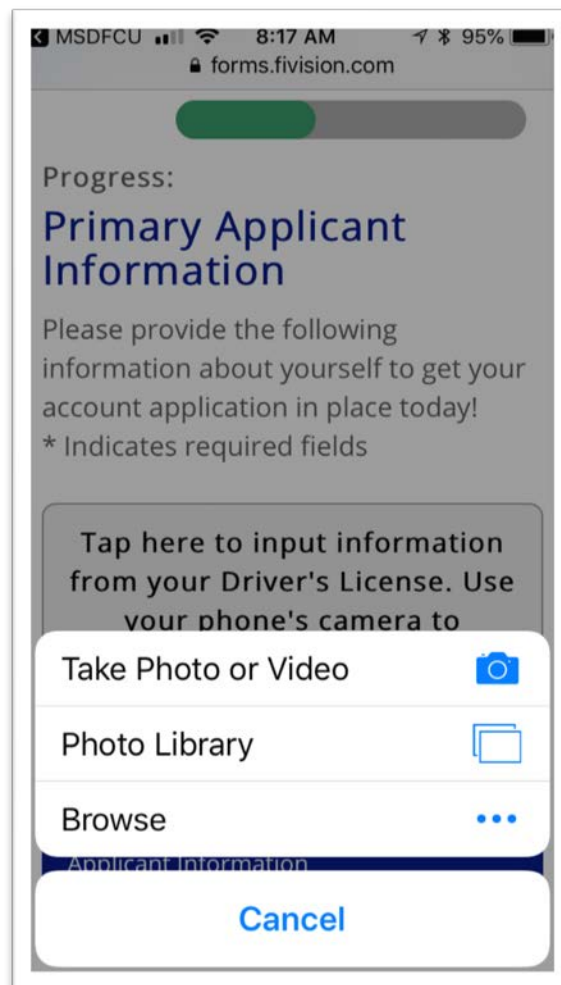 MSDFCU 8:17 AM 95%
forms.fivision.com
Progress:
Primary Applicant
Information
Please provide the following
information about yourself to get your
account application in place today!
* Indicates required fields
Tap here to input information
from your Driver's License. Use
your phone's camera to
Take Photo or Video
Photo Library
Browse
Applicant Information
Cancel